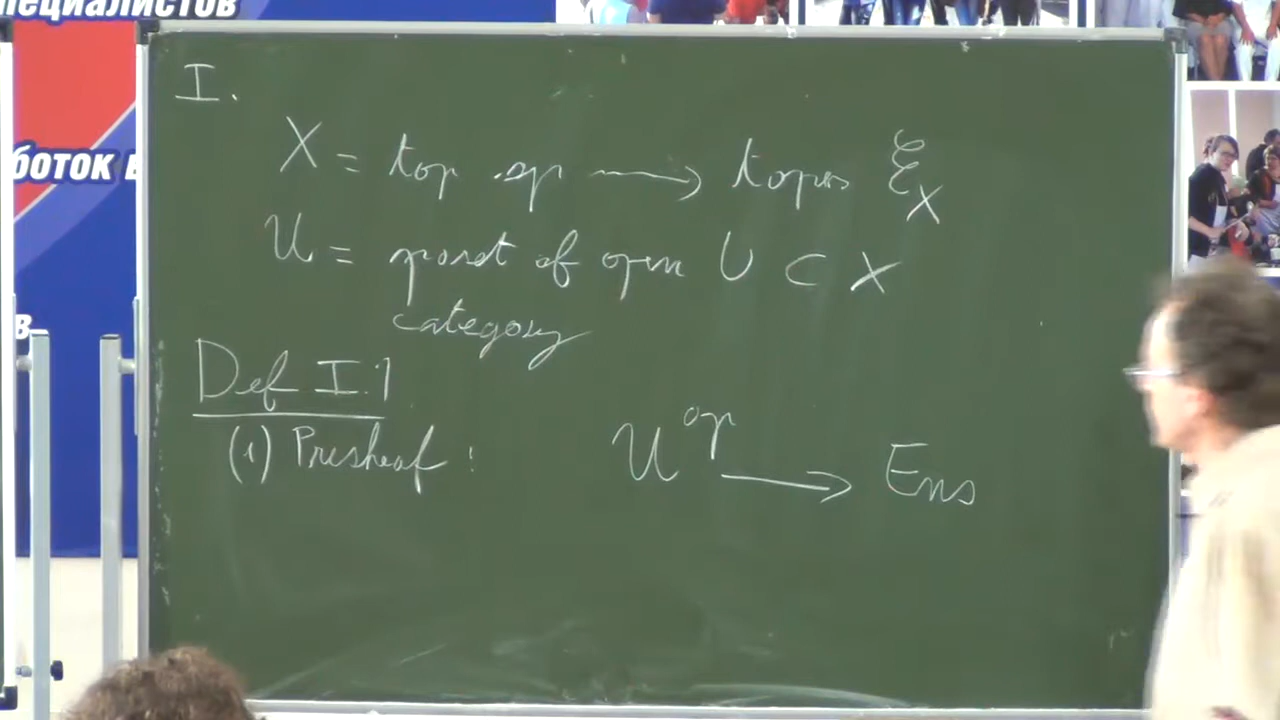 пециалистов
боток в
I.
X = top. sp ⟶ topos ℰ_X
𝒰 = poset of open U ⊂ X
category
Def I.1
(1) Presheaf : 𝒰^op ⟶ Ens